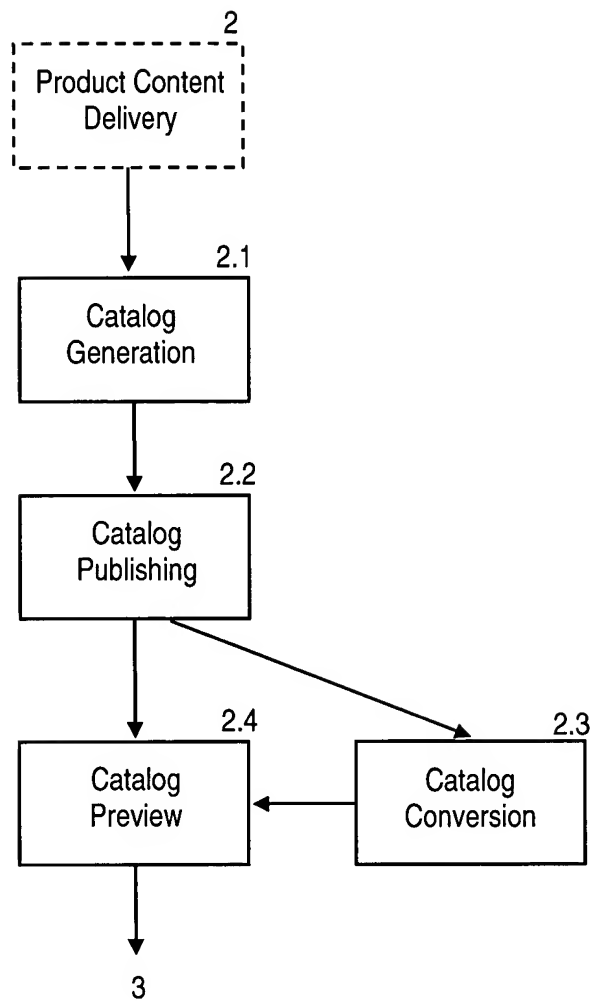 2
Product Content
Delivery
2.1
Catalog
Generation
2.2
Catalog
Publishing
2.4
Catalog
Preview
2.3
Catalog
Conversion
3